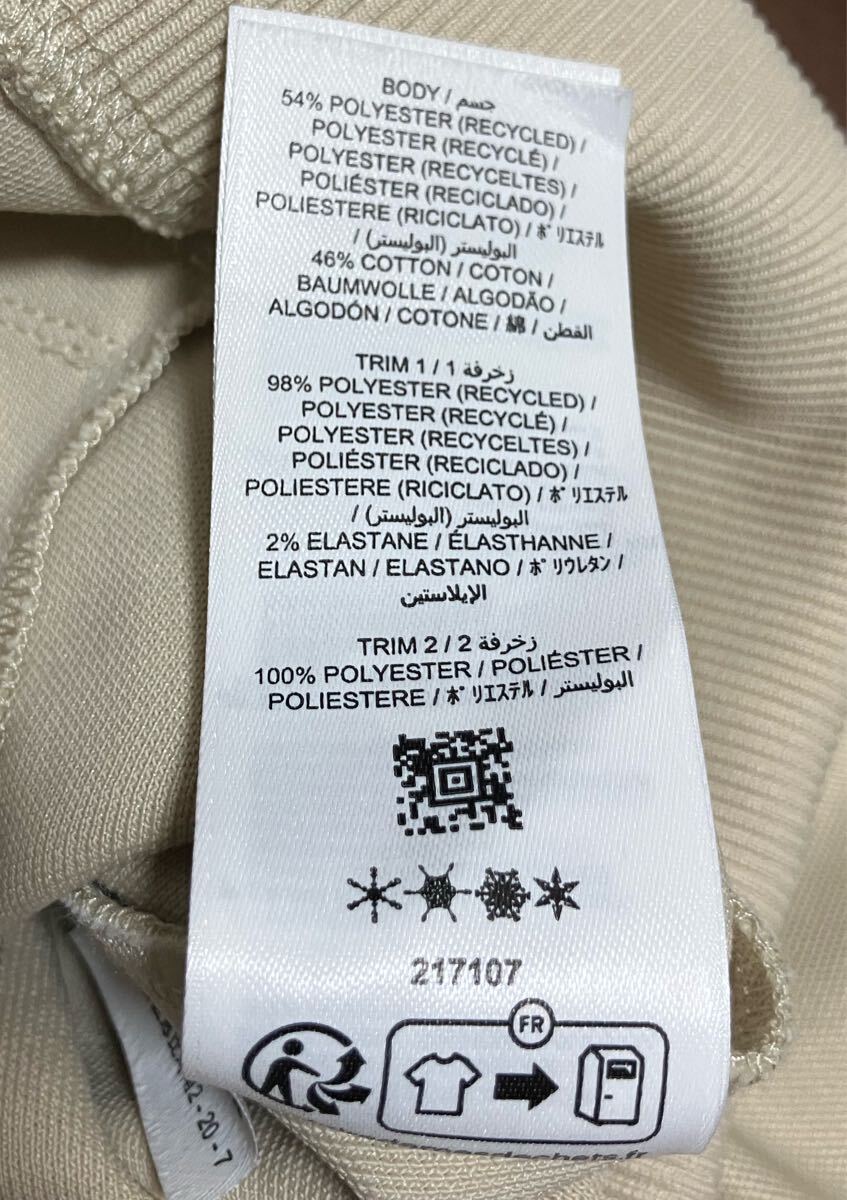 BODY / جسم
54% POLYESTER (RECYCLED) /
POLYESTER (RECYCLÉ) /
POLYESTER (RECYCELTES) /
POLIÉSTER (RECICLADO) /
POLIESTERE (RICICLATO) / ポリエステル
البوليستر (البوليستر) /
46% COTTON / COTON /
BAUMWOLLE / ALGODÃO /
ALGODÓN / COTONE / 綿 / القطن
TRIM 1 / زخرفة 1
98% POLYESTER (RECYCLED) /
POLYESTER (RECYCLÉ) /
POLYESTER (RECYCELTES) /
POLIÉSTER (RECICLADO) /
POLIESTERE (RICICLATO) / ポリエステル
البوليستر (البوليستر) /
2% ELASTANE / ÉLASTHANNE /
ELASTAN / ELASTANO / ポリウレタン /
الإيلاستين
TRIM 2 / زخرفة 2
100% POLYESTER / POLIÉSTER /
POLIESTERE / ポリエステル / البوليستر
217107
FR
42-20-7